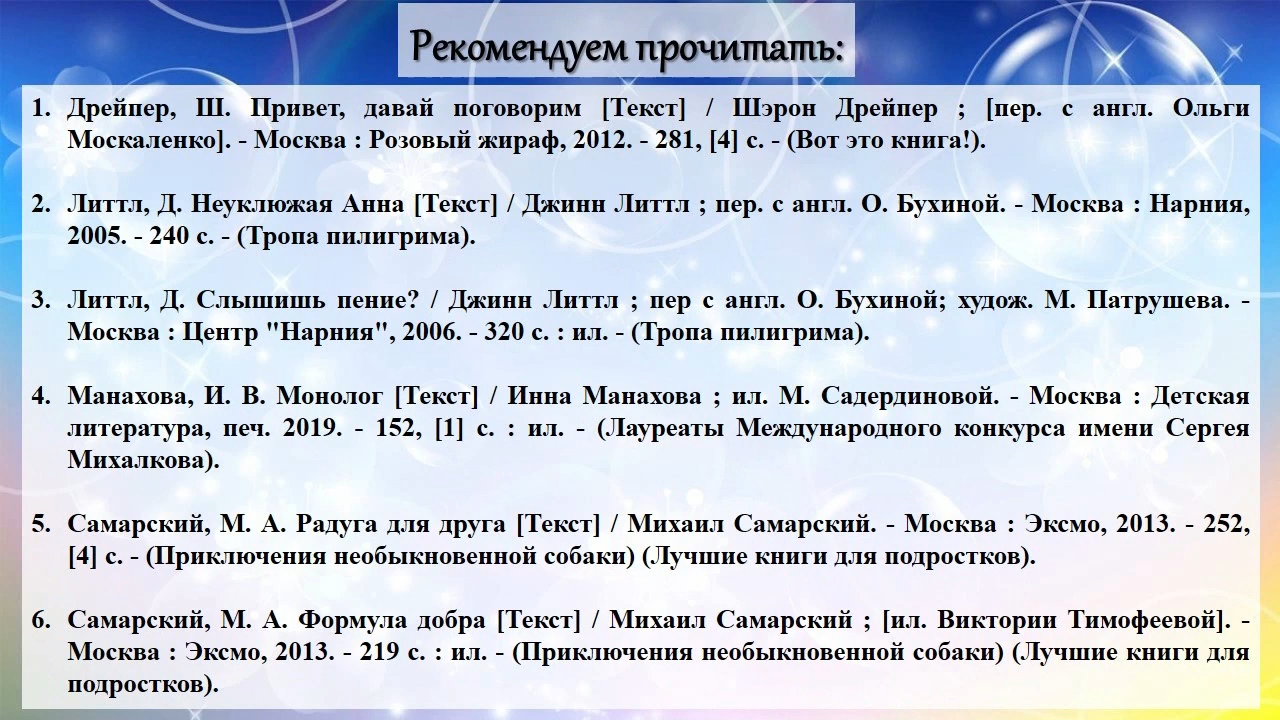 Рекомендуем прочитать:
1. Дрейпер, Ш. Привет, давай поговорим [Текст] / Шэрон Дрейпер ; [пер. с англ. Ольги
Москаленко]. - Москва : Розовый жираф, 2012. - 281, [4] с. - (Вот это книга!).
2. Литтл, Д. Неуклюжая Анна [Текст] / Джинн Литтл ; пер. с англ. О. Бухиной. - Москва : Нарния,
2005. - 240 с. - (Тропа пилигрима).
3. Литтл, Д. Слышишь пение? / Джинн Литтл ; пер с англ. О. Бухиной; худож. М. Патрушева. -
Москва : Центр "Нарния", 2006. - 320 с. : ил. - (Тропа пилигрима).
4. Манахова, И. В. Монолог [Текст] / Инна Манахова ; ил. М. Садердиновой. - Москва : Детская
литература, печ. 2019. - 152, [1] с. : ил. - (Лауреаты Международного конкурса имени Сергея
Михалкова).
5. Самарский, М. А. Радуга для друга [Текст] / Михаил Самарский. - Москва : Эксмо, 2013. - 252,
[4] с. - (Приключения необыкновенной собаки) (Лучшие книги для подростков).
6. Самарский, М. А. Формула добра [Текст] / Михаил Самарский ; [ил. Виктории Тимофеевой]. -
Москва : Эксмо, 2013. - 219 с. : ил. - (Приключения необыкновенной собаки) (Лучшие книги для
подростков).